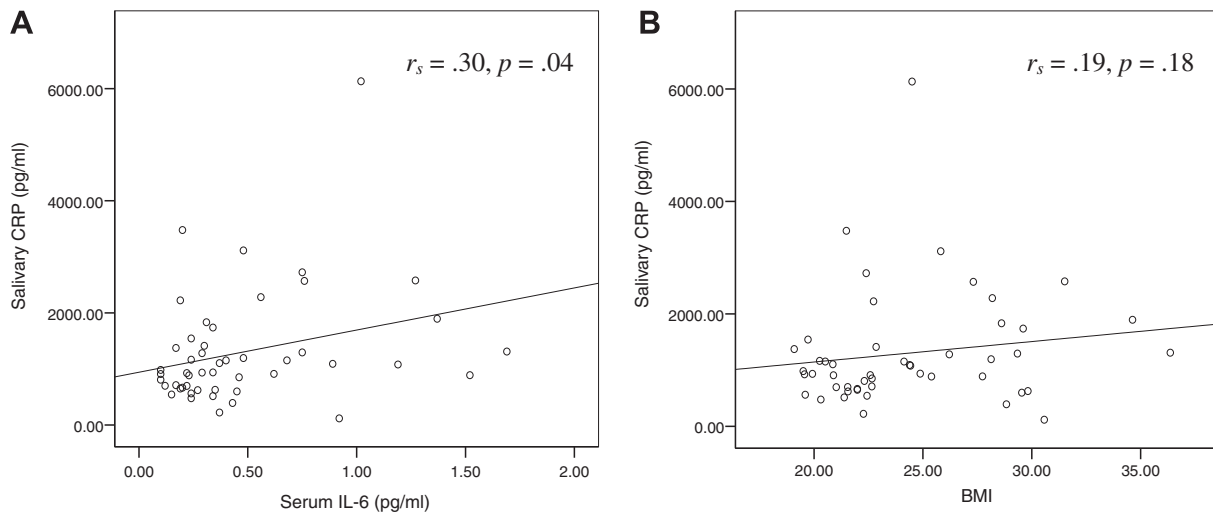 A
r_s = .30, p = .04
6000.00
4000.00
2000.00
0.00
Salivary CRP (pg/ml)
0.00 0.50 1.00 1.50 2.00
Serum IL-6 (pg/ml)
B
r_s = .19, p = .18
6000.00
4000.00
2000.00
0.00
Salivary CRP (pg/ml)
20.00 25.00 30.00 35.00
BMI